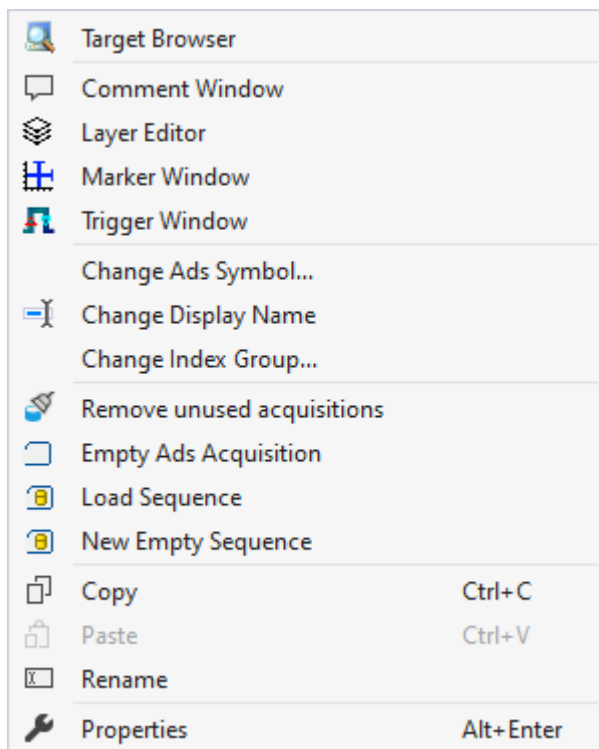 Target Browser
Comment Window
Layer Editor
Marker Window
Trigger Window
Change Ads Symbol...
Change Display Name
Change Index Group...
Remove unused acquisitions
Empty Ads Acquisition
Load Sequence
New Empty Sequence
Copy Ctrl+C
Paste Ctrl+V
Rename
Properties Alt+Enter